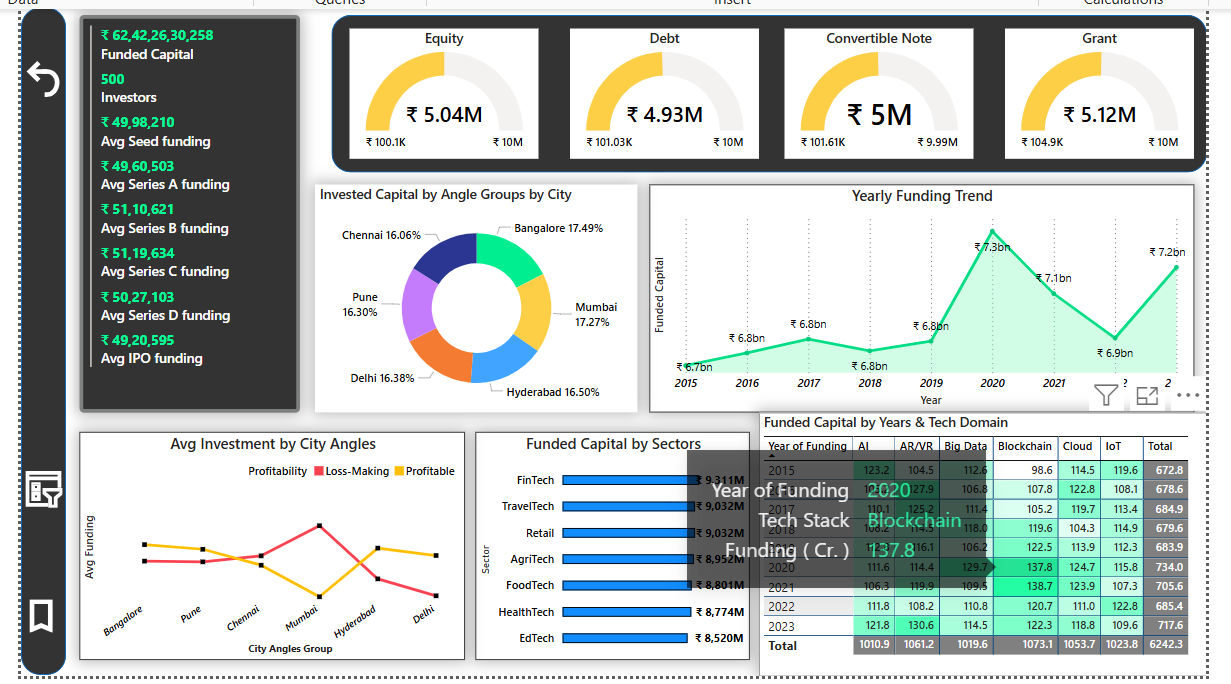 Data
Queries
Insert
Calculations
₹ 62,42,26,30,258
Funded Capital
500
Investors
₹ 49,98,210
Avg Seed funding
₹ 49,60,503
Avg Series A funding
₹ 51,10,621
Avg Series B funding
₹ 51,19,634
Avg Series C funding
₹ 50,27,103
Avg Series D funding
₹ 49,20,595
Avg IPO funding
Equity
₹ 5.04M
₹ 100.1K ₹ 10M
Debt
₹ 4.93M
₹ 101.03K ₹ 10M
Convertible Note
₹ 5M
₹ 101.61K ₹ 9.99M
Grant
₹ 5.12M
₹ 104.9K ₹ 10M
Invested Capital by Angle Groups by City
Bangalore 17.49%
Mumbai
17.27%
Hyderabad 16.50%
Delhi 16.38%
Pune
16.30%
Chennai 16.06%
Yearly Funding Trend
Funded Capital
₹ 6.7bn
₹ 6.8bn
₹ 6.8bn
₹ 6.8bn
₹ 6.8bn
₹ 7.3bn
₹ 7.1bn
₹ 6.9bn
₹ 7.2bn
2015 2016 2017 2018 2019 2020 2021
Year
Avg Investment by City Angles
Profitability Loss-Making Profitable
Avg Funding
Bangalore Pune Chennai Mumbai Hyderabad Delhi
City Angles Group
Funded Capital by Sectors
Sector
FinTech ₹ 9,311M
TravelTech ₹ 9,032M
Retail ₹ 9,032M
AgriTech ₹ 8,952M
FoodTech ₹ 8,801M
HealthTech ₹ 8,774M
EdTech ₹ 8,520M
Funded Capital by Years & Tech Domain
Year of Funding AI AR/VR Big Data Blockchain Cloud IoT Total
2015 123.2 104.5 112.6 98.6 114.5 119.6 672.8
127.9 106.8 107.8 122.8 108.1 678.6
2017 110.1 125.2 111.4 105.2 119.7 113.4 684.9
2018 108.2 114.5 118.0 119.6 104.3 114.9 679.6
116.1 106.2 122.5 113.9 112.3 683.9
2020 111.6 114.4 129.7 137.8 124.7 115.8 734.0
2021 106.3 119.9 109.5 138.7 123.9 107.3 705.6
2022 111.8 108.2 110.8 120.7 111.0 122.8 685.4
2023 121.8 130.6 114.5 122.3 118.8 109.6 717.6
Total 1010.9 1061.2 1019.6 1073.1 1053.7 1023.8 6242.3
Year of Funding 2020
Tech Stack Blockchain
Funding ( Cr. ) 137.8